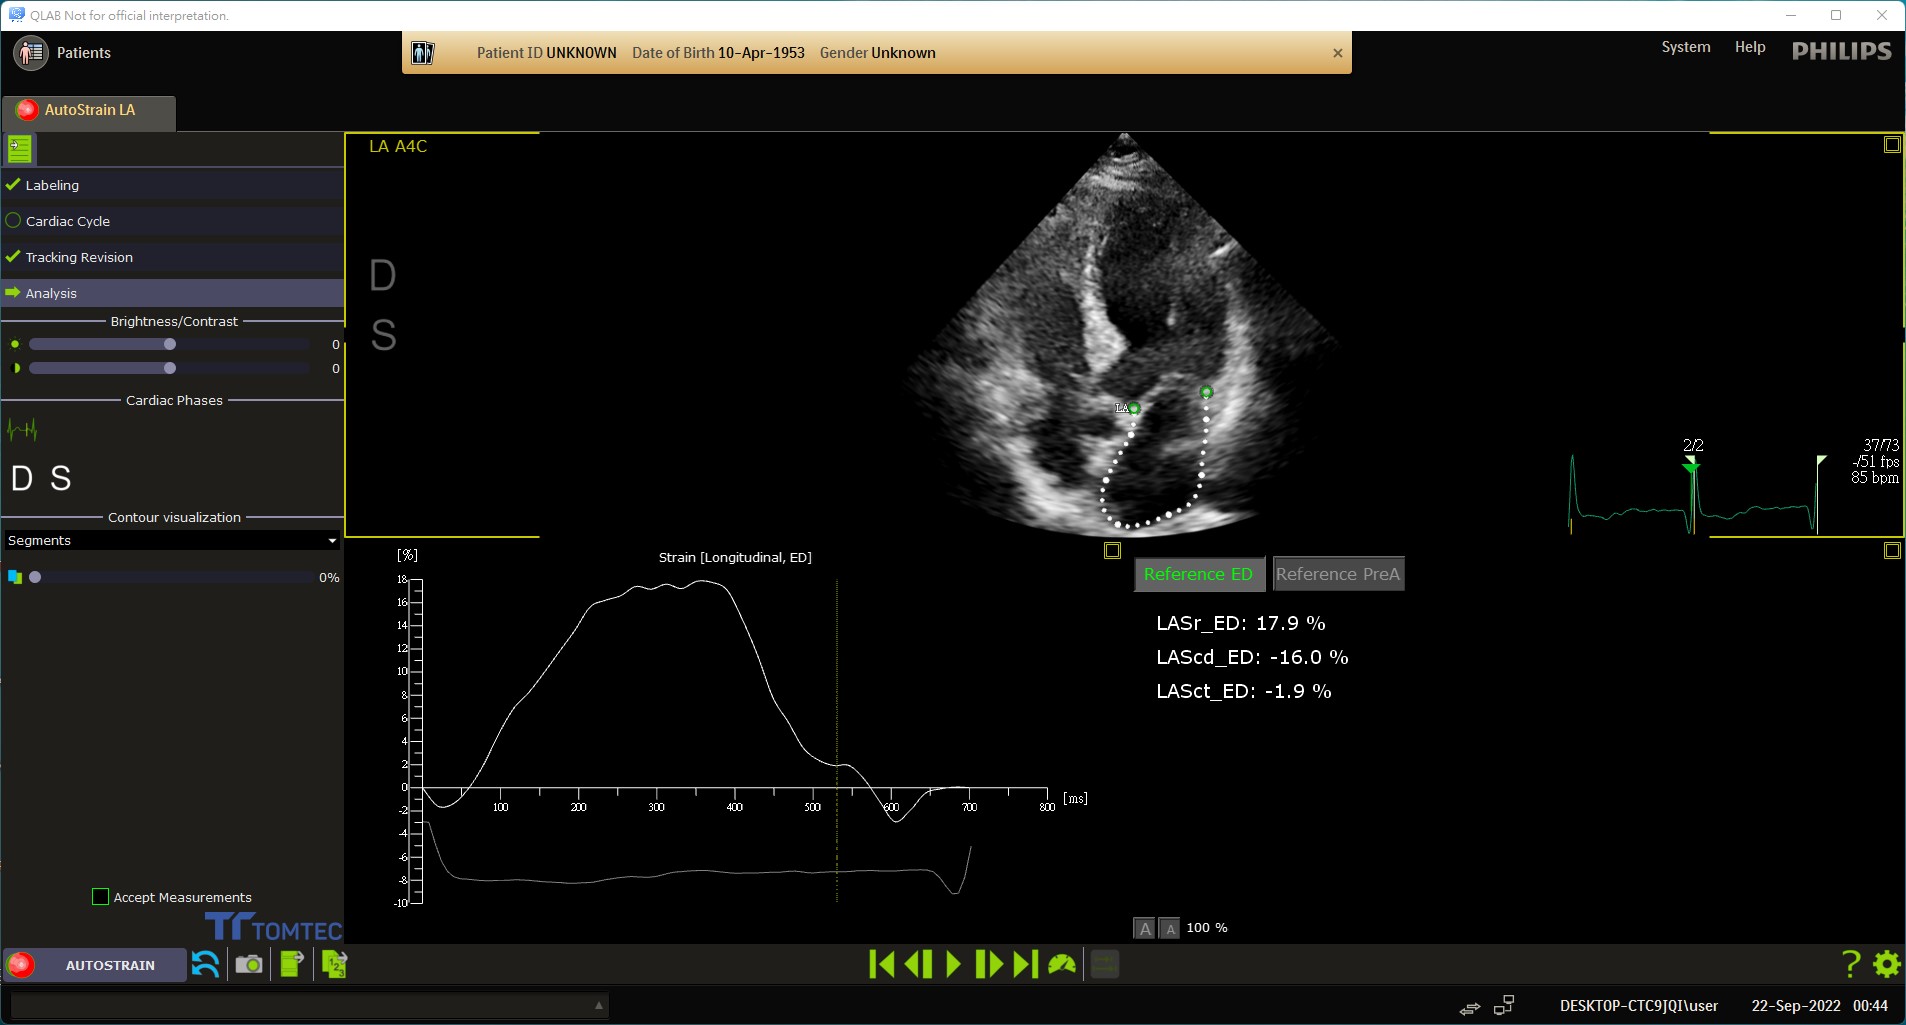 QLAB Not for official interpretation.
Patients
Patient ID UNKNOWN Date of Birth 10-Apr-1953 Gender Unknown
System Help PHILIPS
AutoStrain LA
Labeling
Cardiac Cycle
Tracking Revision
Analysis
Brightness/Contrast
0
0
Cardiac Phases
D S
Contour visualization
Segments
0%
Accept Measurements
TOMTEC
LA A4C
D
S
LA
2/2
37/73
-/51 fps
85 bpm
[%]
Strain [Longitudinal, ED]
18
16
14
12
10
8
6
4
2
0
-2
-4
-6
-8
-10
100 200 300 400 500 600 700 800 [ms]
Reference ED Reference PreA
LASr_ED: 17.9 %
LAScd_ED: -16.0 %
LASct_ED: -1.9 %
A A 100 %
AUTOSTRAIN
1 2 3
?
DESKTOP-CTC9JQI\user 22-Sep-2022 00:44